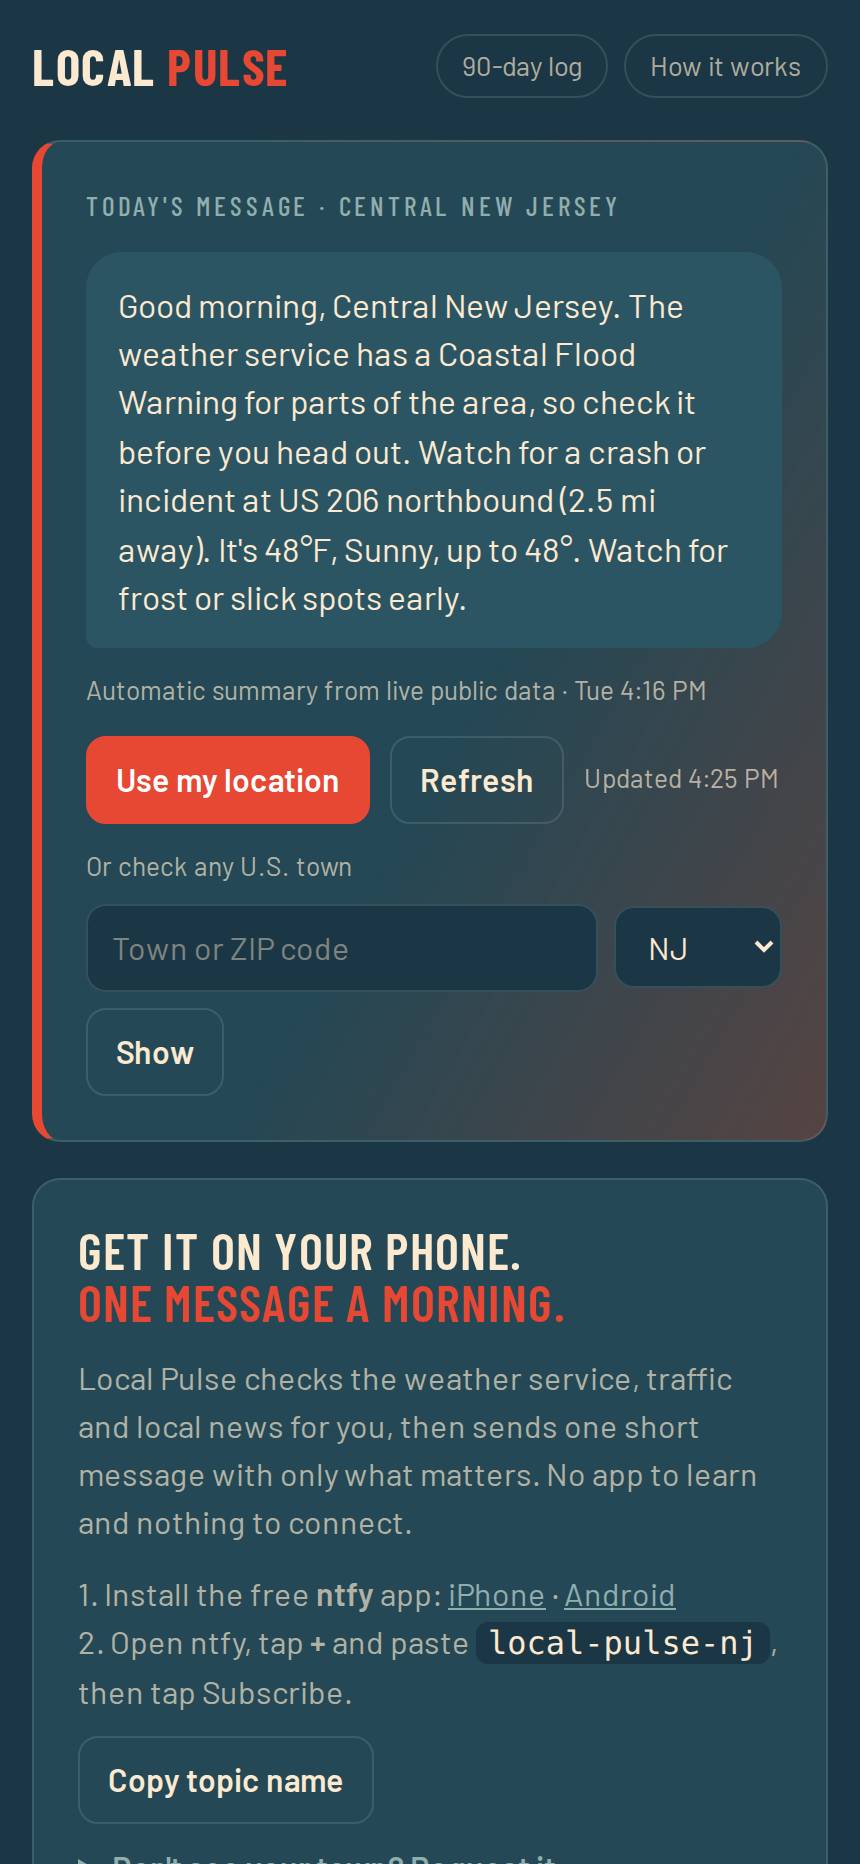 LOCAL PULSE
90-day log
How it works
TODAY'S MESSAGE · CENTRAL NEW JERSEY
Good morning, Central New Jersey. The
weather service has a Coastal Flood
Warning for parts of the area, so check it
before you head out. Watch for a crash or
incident at US 206 northbound (2.5 mi
away). It's 48°F, Sunny, up to 48°. Watch for
frost or slick spots early.
Automatic summary from live public data · Tue 4:16 PM
Use my location
Refresh
Updated 4:25 PM
Or check any U.S. town
Town or ZIP code
NJ
Show
GET IT ON YOUR PHONE.
ONE MESSAGE A MORNING.
Local Pulse checks the weather service, traffic
and local news for you, then sends one short
message with only what matters. No app to learn
and nothing to connect.
1. Install the free ntfy app: iPhone · Android
2. Open ntfy, tap + and paste local-pulse-nj,
then tap Subscribe.
Copy topic name
Don't see your town? Request it